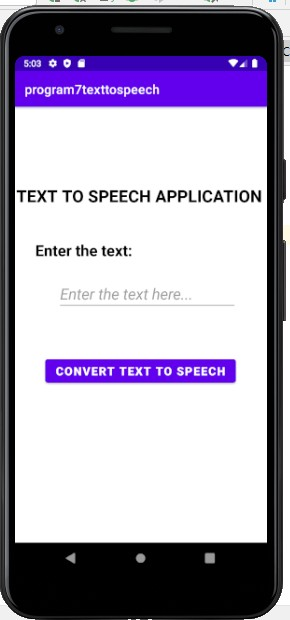 5:03
program7texttospeech
TEXT TO SPEECH APPLICATION
Enter the text:
Enter the text here...
CONVERT TEXT TO SPEECH